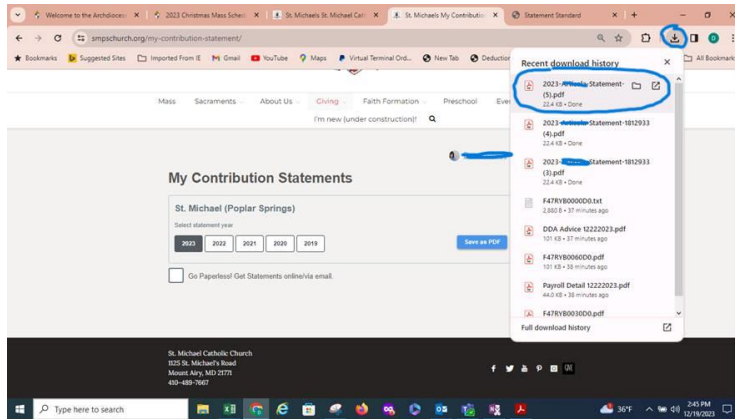 Welcome to the Archdioces
2023 Christmas Mass Sched
St. Michaels St. Michael Cath
St. Michaels My Contribution
Statement Standard
smpschurch.org/my-contribution-statement/
Bookmarks
Suggested Sites
Imported From IE
Gmail
YouTube
Maps
Virtual Terminal Ord...
New Tab
Deduction
All Bookmarks
Mass
Sacraments
About Us
Giving
Faith Formation
Preschool
I'm new (under construction)!
My Contribution Statements
St. Michael (Poplar Springs)
Select statement year
2023
2022
2021
2020
2019
Save as PDF
Go Paperless! Get Statements online/via email.
Recent download history
2023- Statement-
(5).pdf
22.4 KB • Done
2023- Statement-1812933
(4).pdf
22.4 KB • Done
2023- Statement-1812933
(3).pdf
22.4 KB • Done
F47RYB0000D0.txt
2,880 B • 37 minutes ago
DDA Advice 12222023.pdf
101 KB • 37 minutes ago
F47RYB0060D0.pdf
101 KB • 38 minutes ago
Payroll Detail 12222023.pdf
44.0 KB • 38 minutes ago
F47RYB0030D0.pdf
Full download history
St. Michael Catholic Church
1125 St. Michael's Road
Mount Airy, MD 21771
410-489-7667
Type here to search
36°F
2:45 PM
12/19/2023